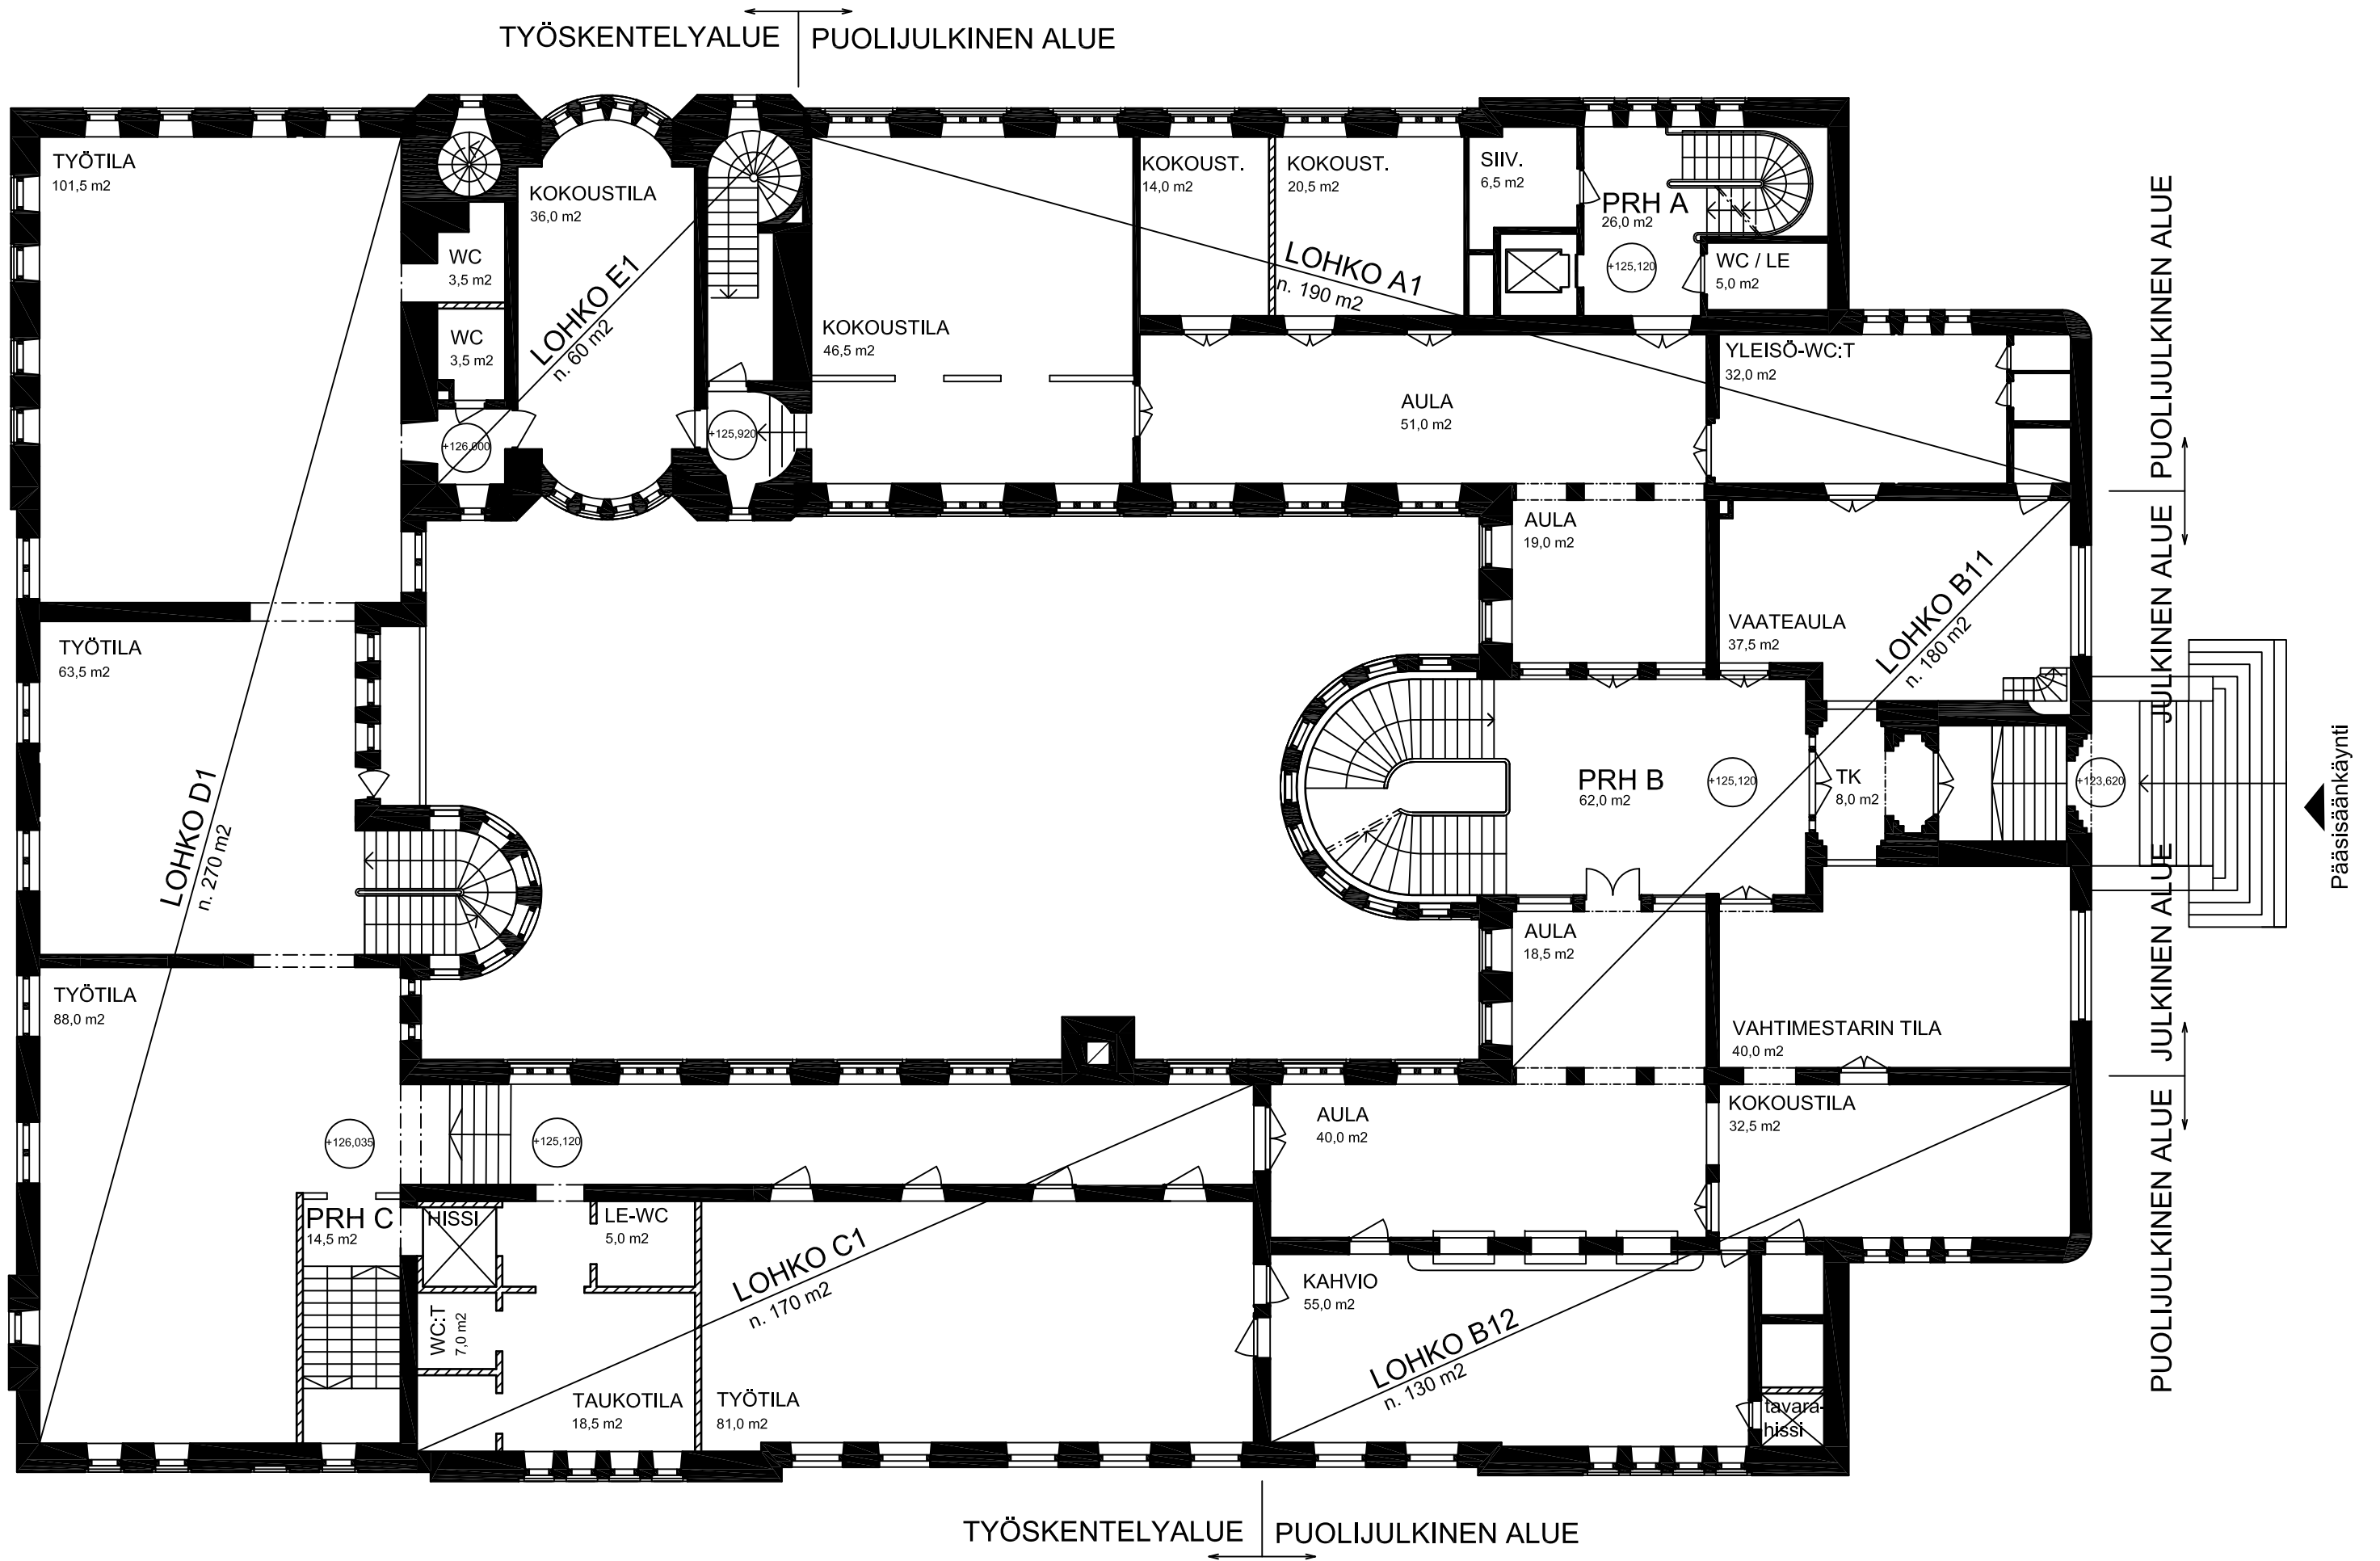 TYÖSKENTELYALUE
PUOLIJULKINEN ALUE
TYÖTILA
101,5 m2
KOKOUSTILA
36,0 m2
WC
3,5 m2
WC
3,5 m2
LOHKO E1
n. 60 m2
+126,000
+125,920
KOKOUSTILA
46,5 m2
KOKOUST.
14,0 m2
KOKOUST.
20,5 m2
LOHKO A1
n. 190 m2
SIIV.
6,5 m2
PRH A
26,0 m2
+125,120
WC / LE
5,0 m2
YLEISÖ-WC:T
32,0 m2
AULA
51,0 m2
AULA
19,0 m2
VAATEAULA
37,5 m2
LOHKO B11
n. 180 m2
PUOLIJULKINEN ALUE
JULKINEN ALUE
TYÖTILA
63,5 m2
LOHKO D1
n. 270 m2
PRH B
62,0 m2
+125,120
TK
8,0 m2
+123,620
Pääsisäänkäynti
AULA
18,5 m2
VAHTIMESTARIN TILA
40,0 m2
JULKINEN ALUE
PUOLIJULKINEN ALUE
TYÖTILA
88,0 m2
+126,035
+125,120
AULA
40,0 m2
KOKOUSTILA
32,5 m2
PRH C
14,5 m2
HISSI
LE-WC
5,0 m2
WC:T
7,0 m2
LOHKO C1
n. 170 m2
TAUKOTILA
18,5 m2
TYÖTILA
81,0 m2
KAHVIO
55,0 m2
LOHKO B12
n. 130 m2
tavara-
hissi
TYÖSKENTELYALUE
PUOLIJULKINEN ALUE